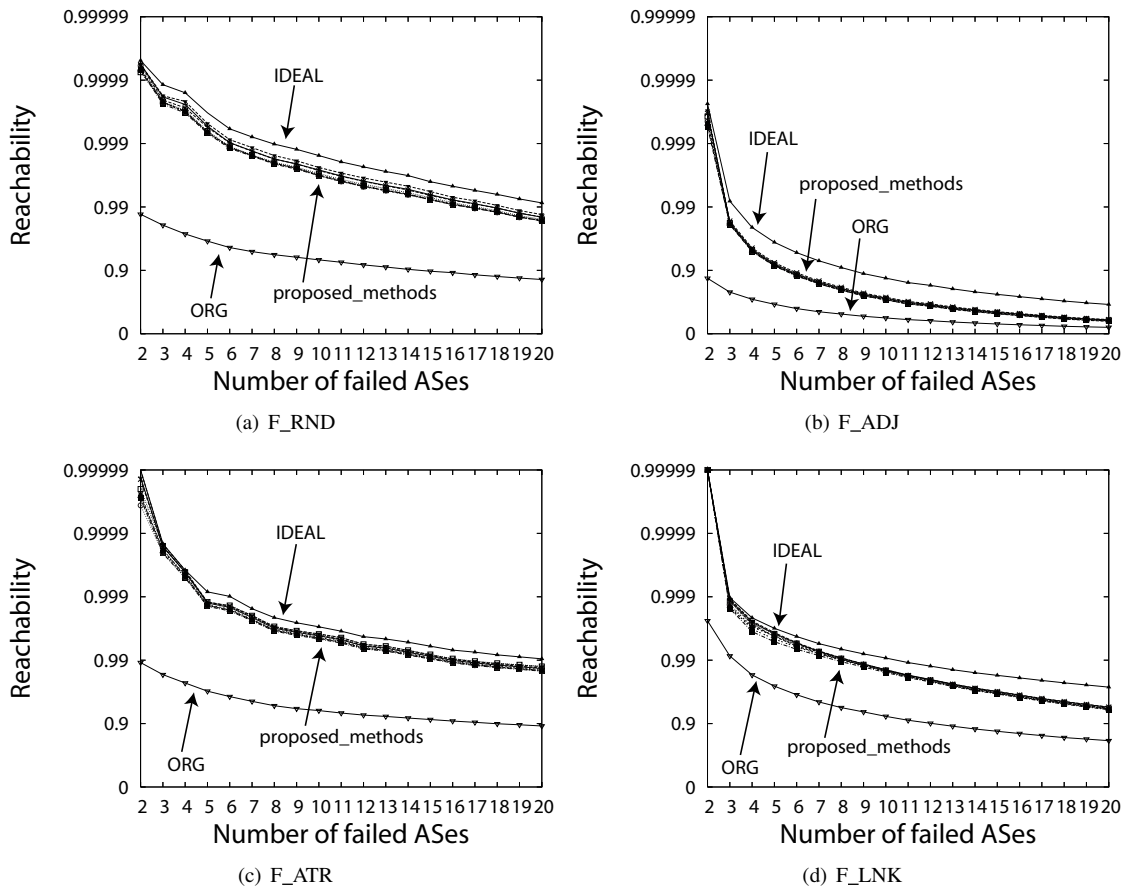 Reachability
0.99999
0.9999
0.999
0.99
0.9
0
IDEAL
ORG
proposed_methods
2 3 4 5 6 7 8 9 10 11 12 13 14 15 16 17 18 19 20
Number of failed ASes
(a) F_RND
Reachability
0.99999
0.9999
0.999
0.99
0.9
0
IDEAL
proposed_methods
ORG
2 3 4 5 6 7 8 9 10 11 12 13 14 15 16 17 18 19 20
Number of failed ASes
(b) F_ADJ
Reachability
0.99999
0.9999
0.999
0.99
0.9
0
IDEAL
proposed_methods
ORG
2 3 4 5 6 7 8 9 10 11 12 13 14 15 16 17 18 19 20
Number of failed ASes
(c) F_ATR
Reachability
0.99999
0.9999
0.999
0.99
0.9
0
IDEAL
proposed_methods
ORG
2 3 4 5 6 7 8 9 10 11 12 13 14 15 16 17 18 19 20
Number of failed ASes
(d) F_LNK